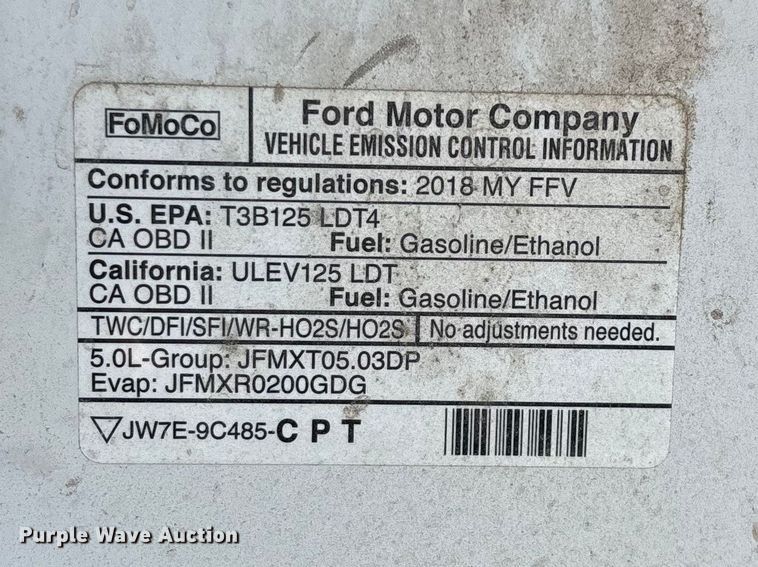 FoMoCo
Ford Motor Company
VEHICLE EMISSION CONTROL INFORMATION
Conforms to regulations: 2018 MY FFV
U.S. EPA: T3B125 LDT4
CA OBD II Fuel: Gasoline/Ethanol
California: ULEV125 LDT
CA OBD II Fuel: Gasoline/Ethanol
TWC/DFI/SFI/WR-HO2S/HO2S No adjustments needed.
5.0L-Group: JFMXT05.03DP
Evap: JFMXR0200GDG
JW7E-9C485-C P T
Purple Wave Auction